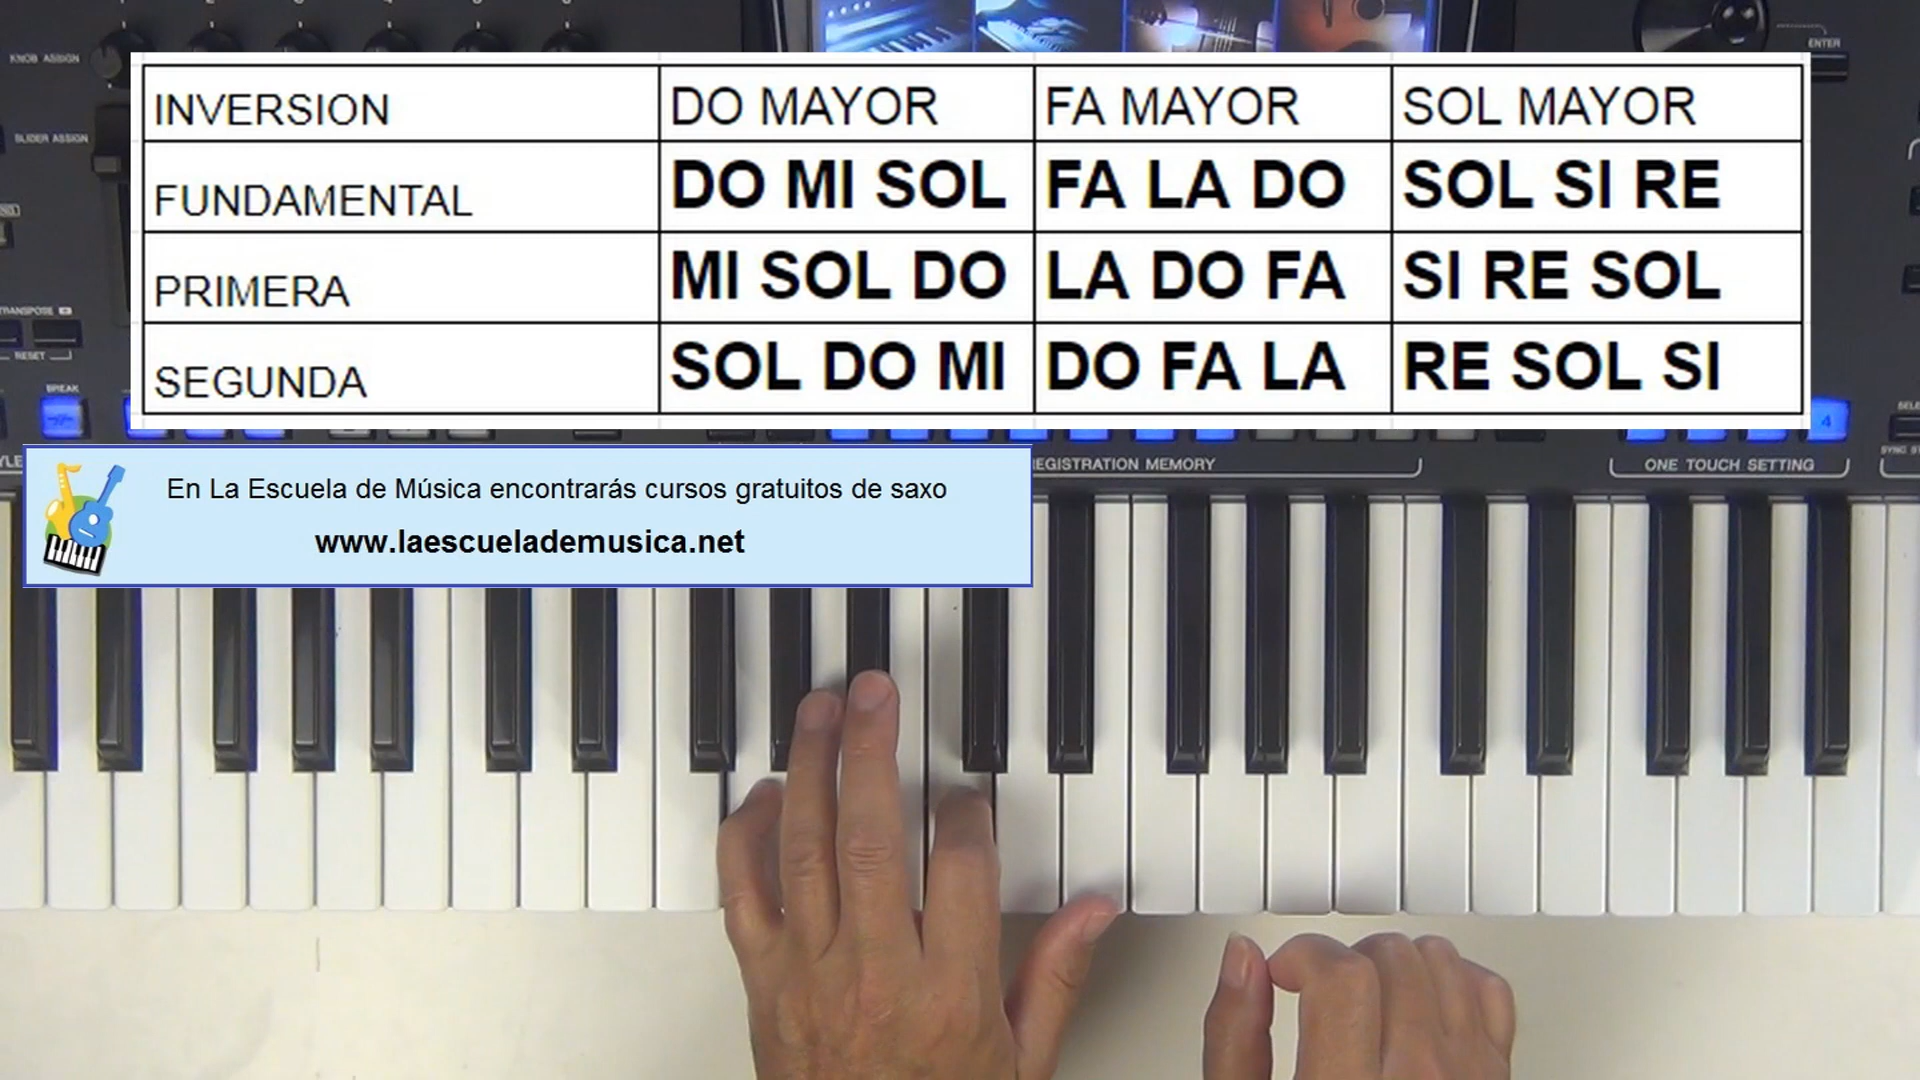 KNOB ASSIGN
ENTER
SLIDER ASSIGN
INVERSION DO MAYOR FA MAYOR SOL MAYOR
FUNDAMENTAL DO MI SOL FA LA DO SOL SI RE
PRIMERA MI SOL DO LA DO FA SI RE SOL
SEGUNDA SOL DO MI DO FA LA RE SOL SI
RESET
BREAK
4
EGISTRATION MEMORY
ONE TOUCH SETTING
En La Escuela de Música encontrarás cursos gratuitos de saxo
www.laescuelademusica.net